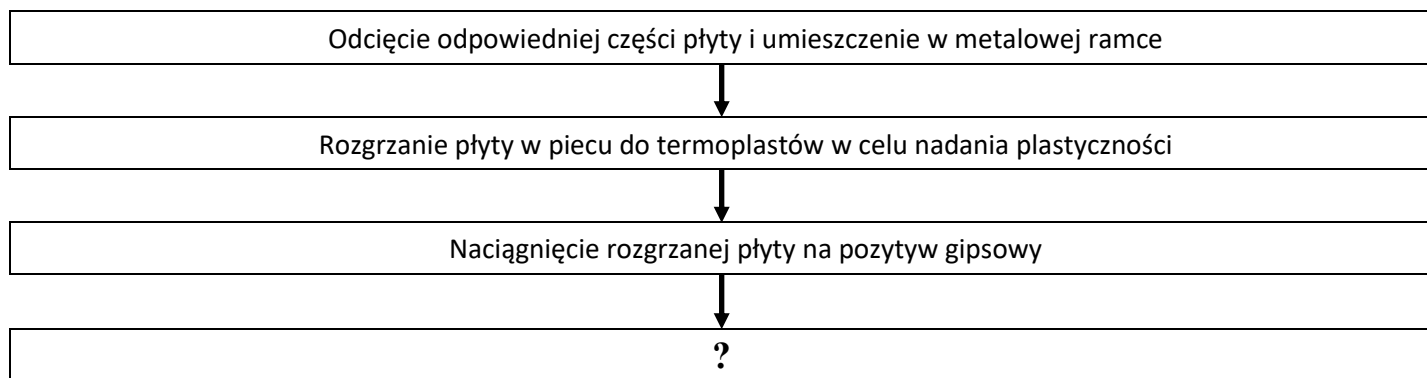 Odcięcie odpowiedniej części płyty i umieszczenie w metalowej ramce
Rozgrzanie płyty w piecu do termoplastów w celu nadania plastyczności
Naciągnięcie rozgrzanej płyty na pozytyw gipsowy
?